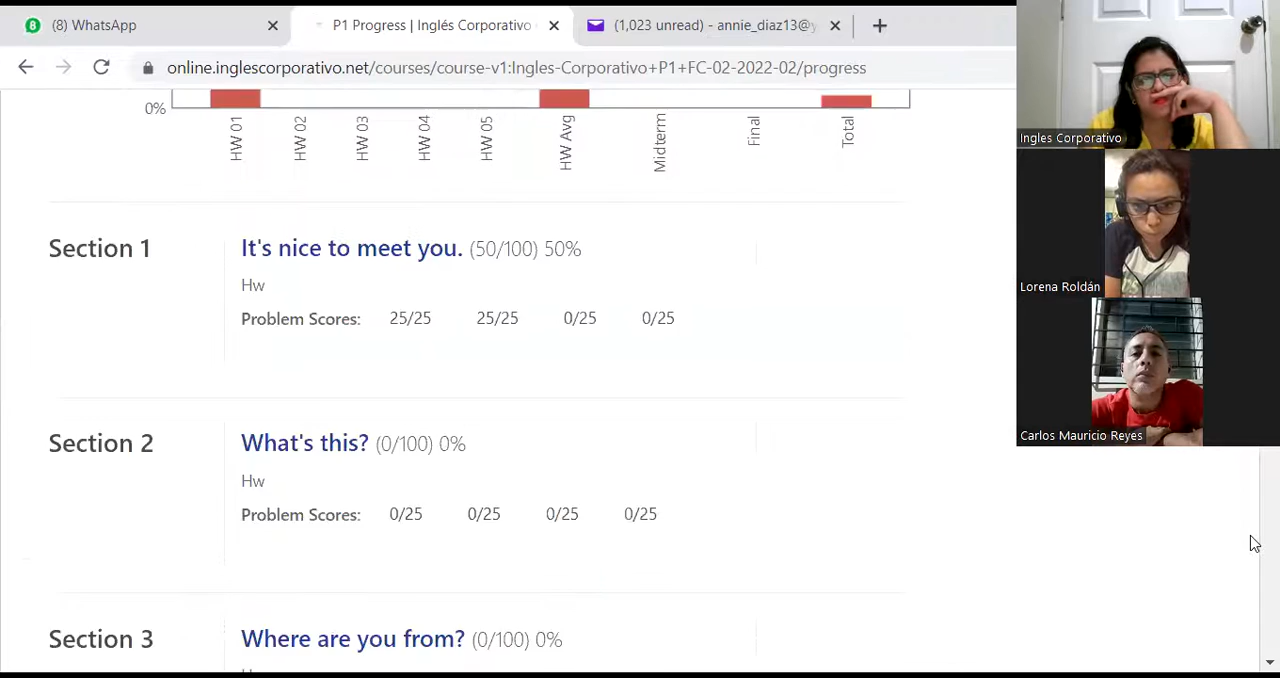 (8) WhatsApp
P1 Progress | Inglés Corporativo
(1,023 unread) - annie_diaz13@y
online.inglescorporativo.net/courses/course-v1:Ingles-Corporativo+P1+FC-02-2022-02/progress
Ingles Corporativo
0%
HW 01
HW 02
HW 03
HW 04
HW 05
HW Avg
Midterm
Final
Total
Lorena Roldán
Section 1
It's nice to meet you. (50/100) 50%
Hw
Problem Scores: 25/25 25/25 0/25 0/25
Carlos Mauricio Reyes
Section 2
What's this? (0/100) 0%
Hw
Problem Scores: 0/25 0/25 0/25 0/25
Section 3
Where are you from? (0/100) 0%